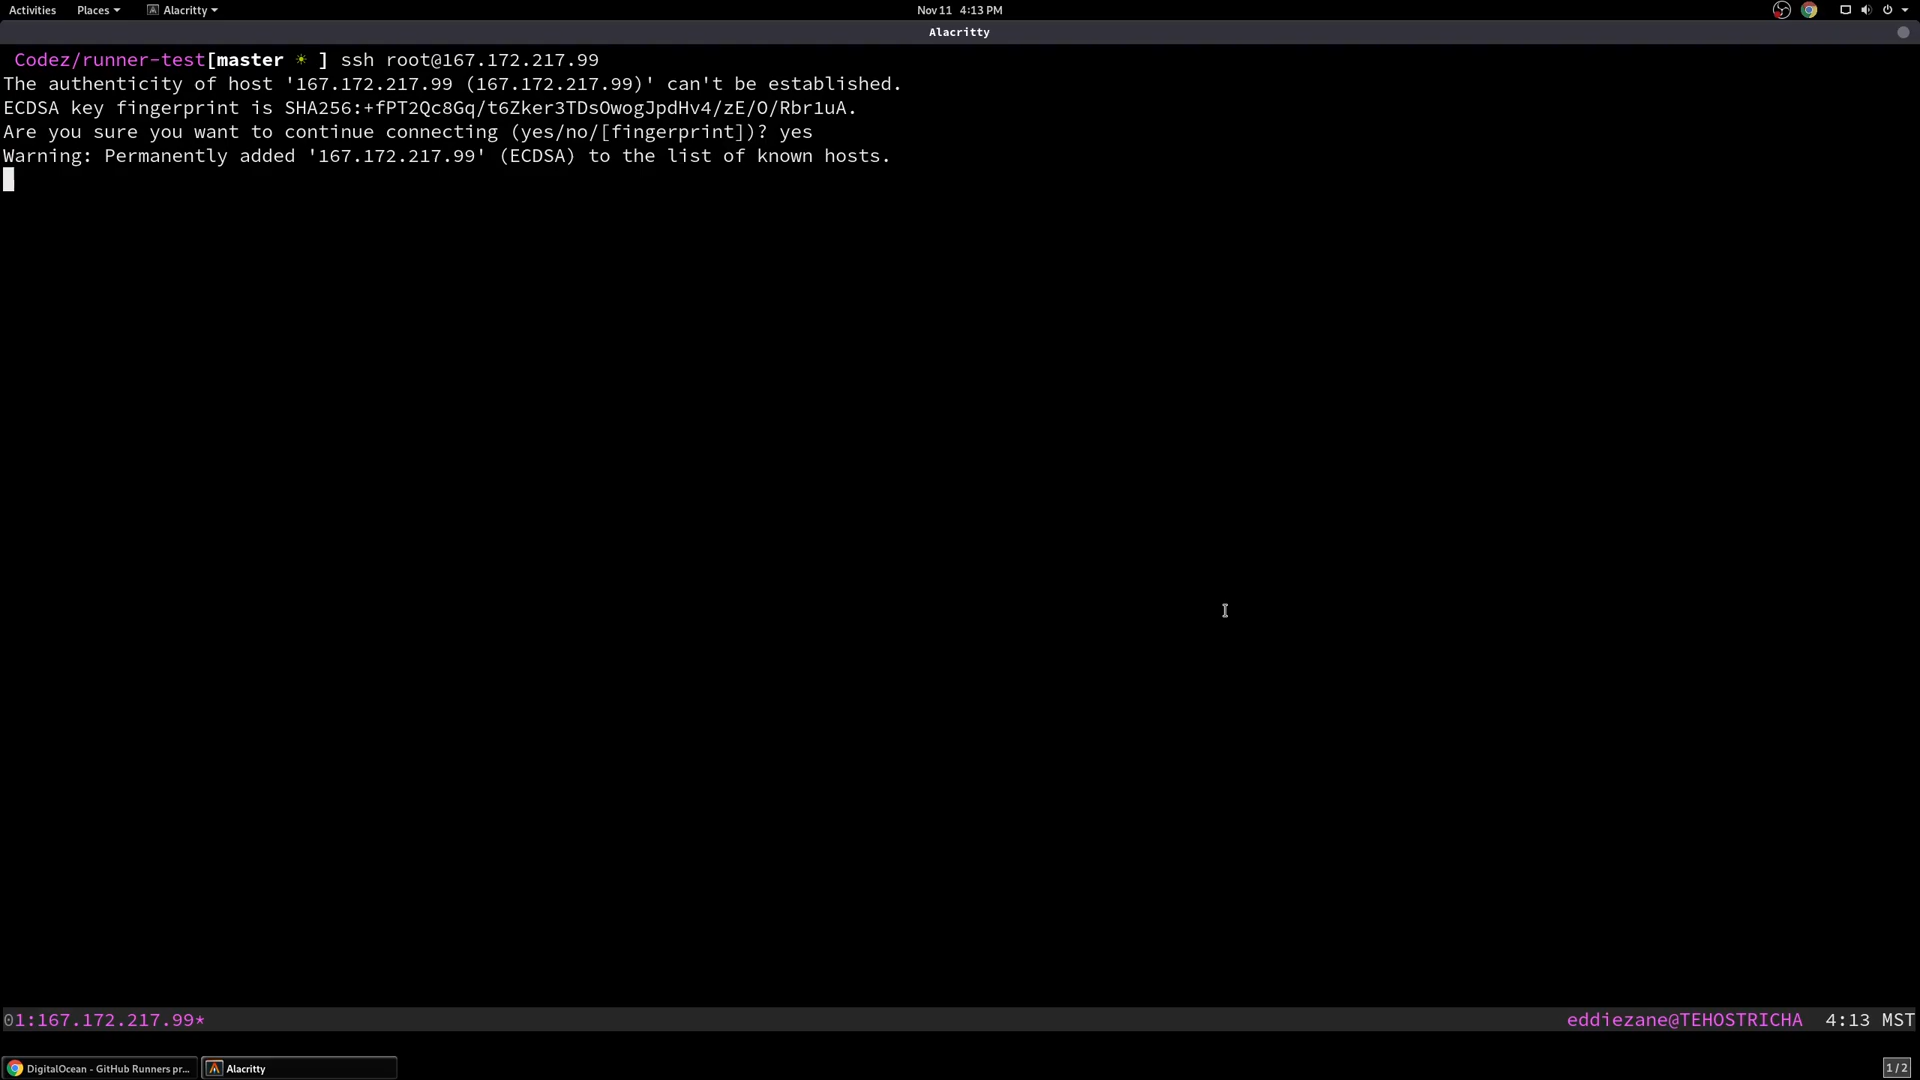 Activities Places Alacritty Nov 11 4:13 PM
Alacritty
Codez/runner-test[master * ] ssh root@167.172.217.99
The authenticity of host '167.172.217.99 (167.172.217.99)' can't be established.
ECDSA key fingerprint is SHA256:+fPT2Qc8Gq/t6Zker3TDsOwogJpdHv4/zE/O/Rbr1uA.
Are you sure you want to continue connecting (yes/no/[fingerprint])? yes
Warning: Permanently added '167.172.217.99' (ECDSA) to the list of known hosts.
01:167.172.217.99* eddiezane@TEHOSTRICHA 4:13 MST
DigitalOcean - GitHub Runners pr... Alacritty 1/2